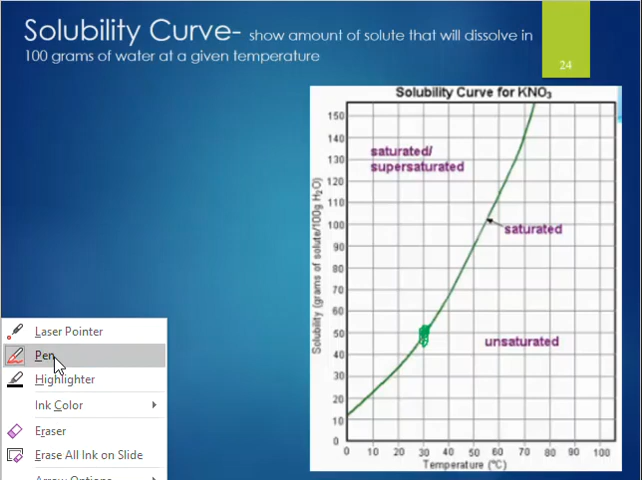 Solubility Curve- show amount of solute that will dissolve in
100 grams of water at a given temperature
24
Solubility Curve for KNO₃
Solubility (grams of solute/100g H₂O)
150
140
130
120
110
100
90
80
70
60
50
40
30
20
10
0
saturated/
supersaturated
saturated
unsaturated
0 10 20 30 40 50 60 70 80 90 100
Temperature (°C)
Laser Pointer
Pen
Highlighter
Ink Color
Eraser
Erase All Ink on Slide
Arrow Options